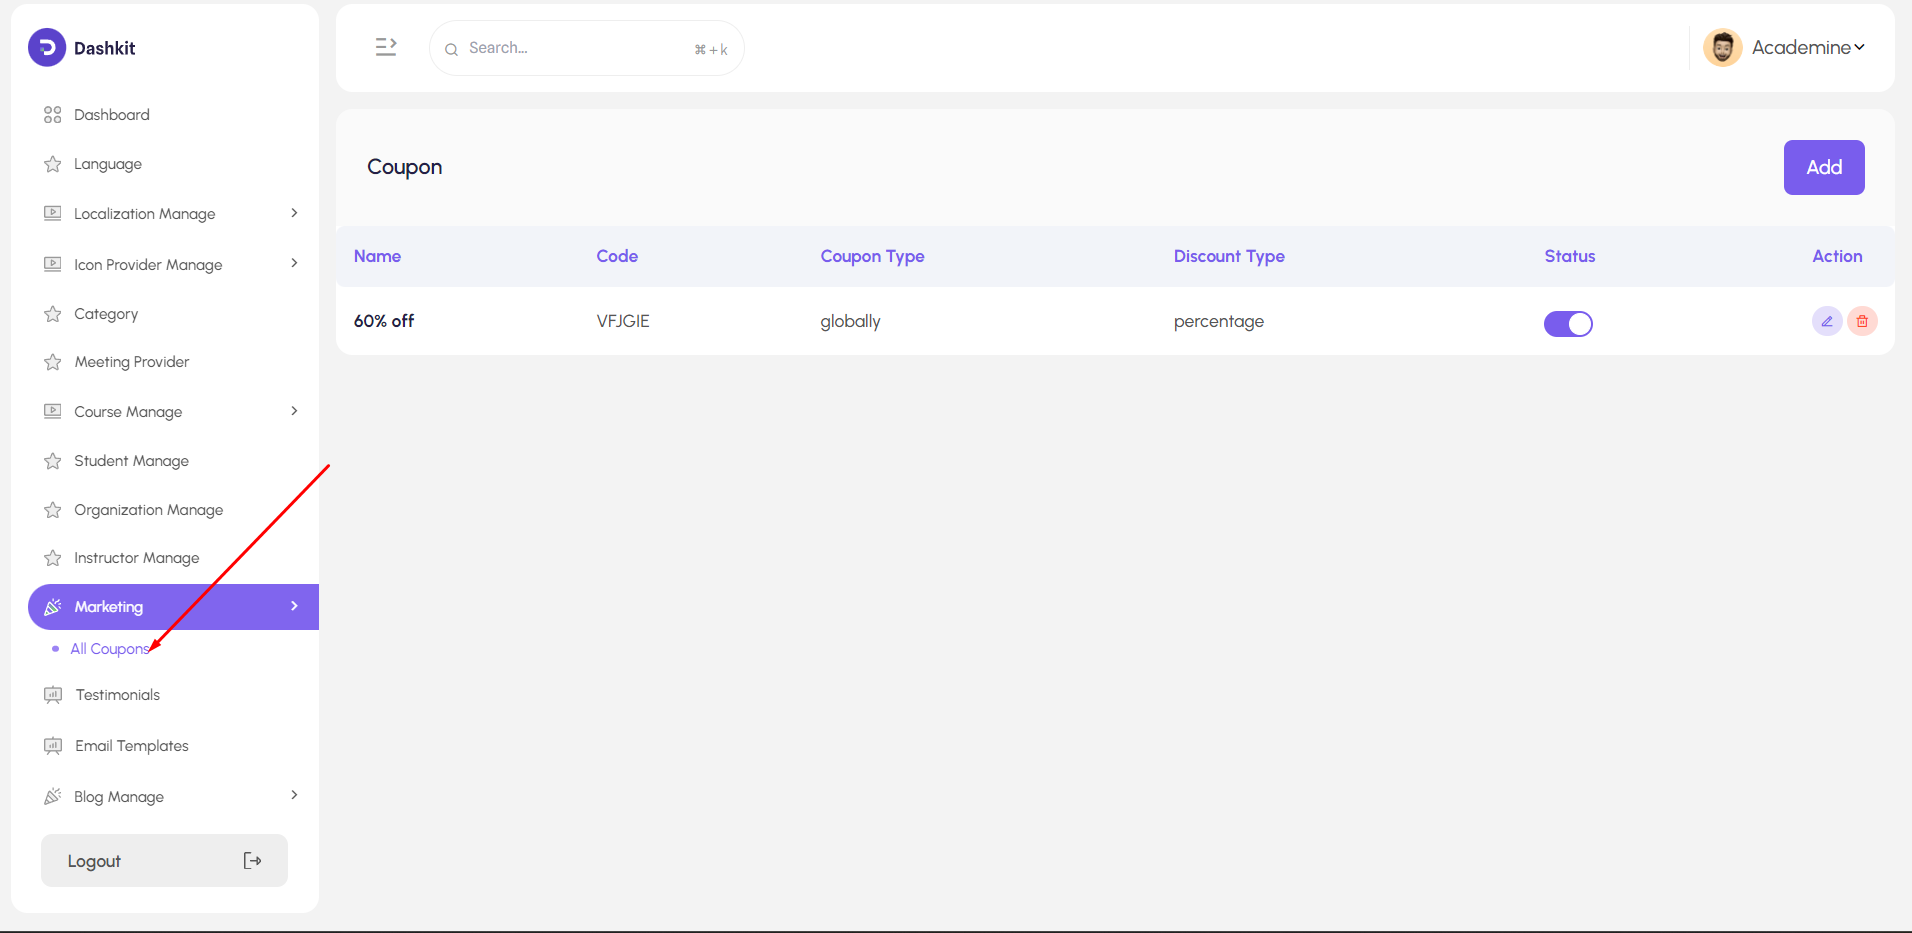 Dashkit
Dashboard
Language
Localization Manage
Icon Provider Manage
Category
Meeting Provider
Course Manage
Student Manage
Organization Manage
Instructor Manage
Marketing
All Coupons
Testimonials
Email Templates
Blog Manage
Logout
Search... ⌘+k
Academine
Coupon
Add
Name Code Coupon Type Discount Type Status Action
60% off VFJGIE globally percentage